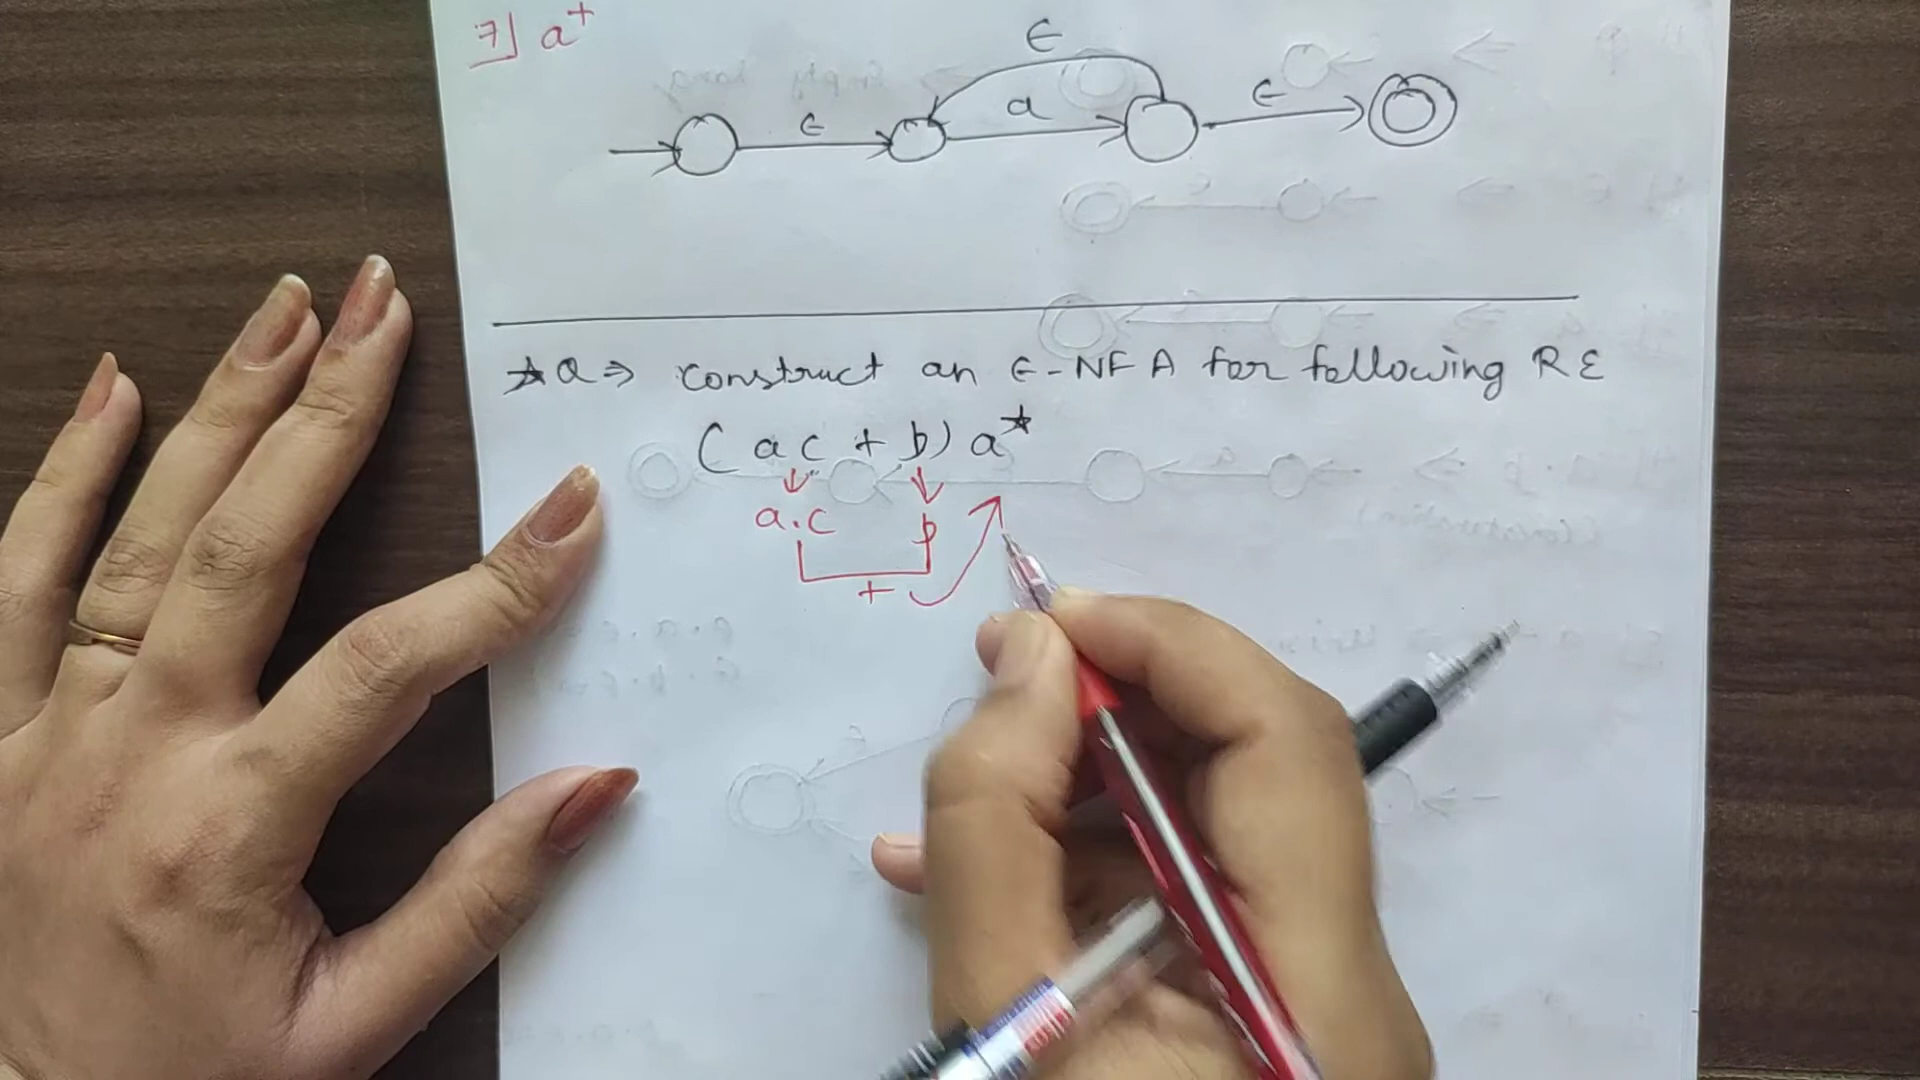 7] a+
ϵ
ϵ a ϵ
★ Q ⇒ construct an ϵ-NFA for following RE
(ac + b) a*
a.c b
+